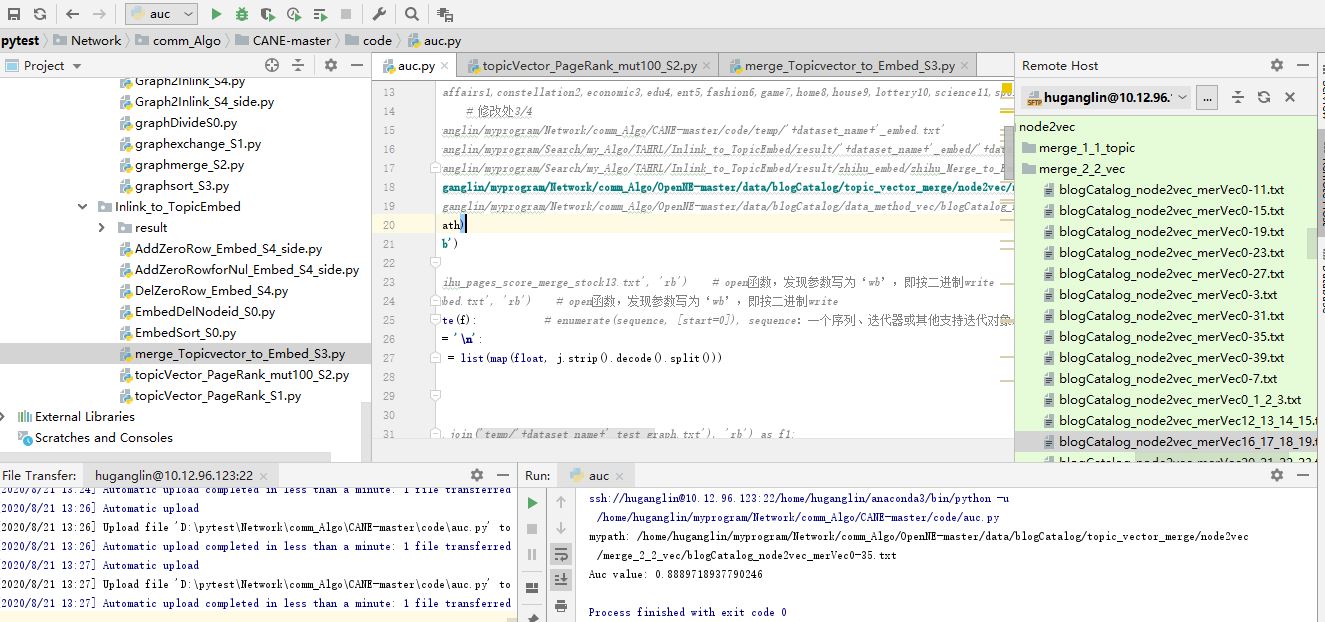 auc
pytest Network comm_Algo CANE-master code auc.py
Project
auc.py topicVector_PageRank_mut100_S2.py merge_Topicvector_to_Embed_S3.py
Graph2Inlink_S4.py
Graph2Inlink_S4_side.py
graphDivideS0.py
graphexchange_S1.py
graphmerge_S2.py
graphsort_S3.py
Inlink_to_TopicEmbed
result
AddZeroRow_Embed_S4_side.py
AddZeroRowforNul_Embed_S4_side.py
DelZeroRow_Embed_S4.py
EmbedDelNodeid_S0.py
EmbedSort_S0.py
merge_Topicvector_to_Embed_S3.py
topicVector_PageRank_mut100_S2.py
topicVector_PageRank_S1.py
External Libraries
Scratches and Consoles
13 affairs1,constellation2,economic3,edu4,ent5,fashion6,game7,home8,house9,lottery10,science11,
14 # 修改处3/4
15 anglin/myprogram/Network/comm_Algo/CANE-master/code/temp/'+dataset_name+'_embed.txt'
16 anglin/myprogram/Search/my_Algo/TAHRL/Inlink_to_TopicEmbed/result/'+dataset_name+'_embed/'
17 anglin/myprogram/Search/my_Algo/TAHRL/Inlink_to_TopicEmbed/result/zhihu_embed/zhihu_Merge_to_
18 ganglin/myprogram/Network/comm_Algo/OpenNE-master/data/blogCatalog/topic_vector_merge/node2vec/
19 ganglin/myprogram/Network/comm_Algo/OpenNE-master/data/blogCatalog/data_method_vec/blogCatalog_
20 ath)
21 b')
22
23 ihu_pages_score_merge_stock13.txt', 'rb') # open函数，发现参数写为‘wb’，即按二进制write
24 bed.txt', 'rb') # open函数，发现参数写为‘wb’，即按二进制write
25 te(f): # enumerate(sequence, [start=0]), sequence: 一个序列、迭代器或其他支持迭代对象
26 = '\n':
27 = list(map(float, j.strip().decode().split()))
28
29
30
31 .join('temp/'+dataset_name+'_test_graph.txt'), 'rb') as f1:
Remote Host
huganglin@10.12.96.
...
node2vec
merge_1_1_topic
merge_2_2_vec
blogCatalog_node2vec_merVec0-11.txt
blogCatalog_node2vec_merVec0-15.txt
blogCatalog_node2vec_merVec0-19.txt
blogCatalog_node2vec_merVec0-23.txt
blogCatalog_node2vec_merVec0-27.txt
blogCatalog_node2vec_merVec0-3.txt
blogCatalog_node2vec_merVec0-31.txt
blogCatalog_node2vec_merVec0-35.txt
blogCatalog_node2vec_merVec0-39.txt
blogCatalog_node2vec_merVec0-7.txt
blogCatalog_node2vec_merVec0_1_2_3.txt
blogCatalog_node2vec_merVec12_13_14_15.t
blogCatalog_node2vec_merVec16_17_18_19.t
File Transfer: huganglin@10.12.96.123:22
2020/8/21 13:24] Automatic upload completed in less than a minute: 1 file transferred
2020/8/21 13:26] Automatic upload
2020/8/21 13:26] Upload file 'D:\pytest\Network\comm_Algo\CANE-master\code\auc.py' to
2020/8/21 13:26] Automatic upload completed in less than a minute: 1 file transferred
2020/8/21 13:27] Automatic upload
2020/8/21 13:27] Upload file 'D:\pytest\Network\comm_Algo\CANE-master\code\auc.py' to
2020/8/21 13:27] Automatic upload completed in less than a minute: 1 file transferred
Run: auc
ssh://huganglin@10.12.96.123:22/home/huganglin/anaconda3/bin/python -u
/home/huganglin/myprogram/Network/comm_Algo/CANE-master/code/auc.py
mypath: /home/huganglin/myprogram/Network/comm_Algo/OpenNE-master/data/blogCatalog/topic_vector_merge/node2vec
/merge_2_2_vec/blogCatalog_node2vec_merVec0-35.txt
Auc value: 0.8889718937790246
Process finished with exit code 0